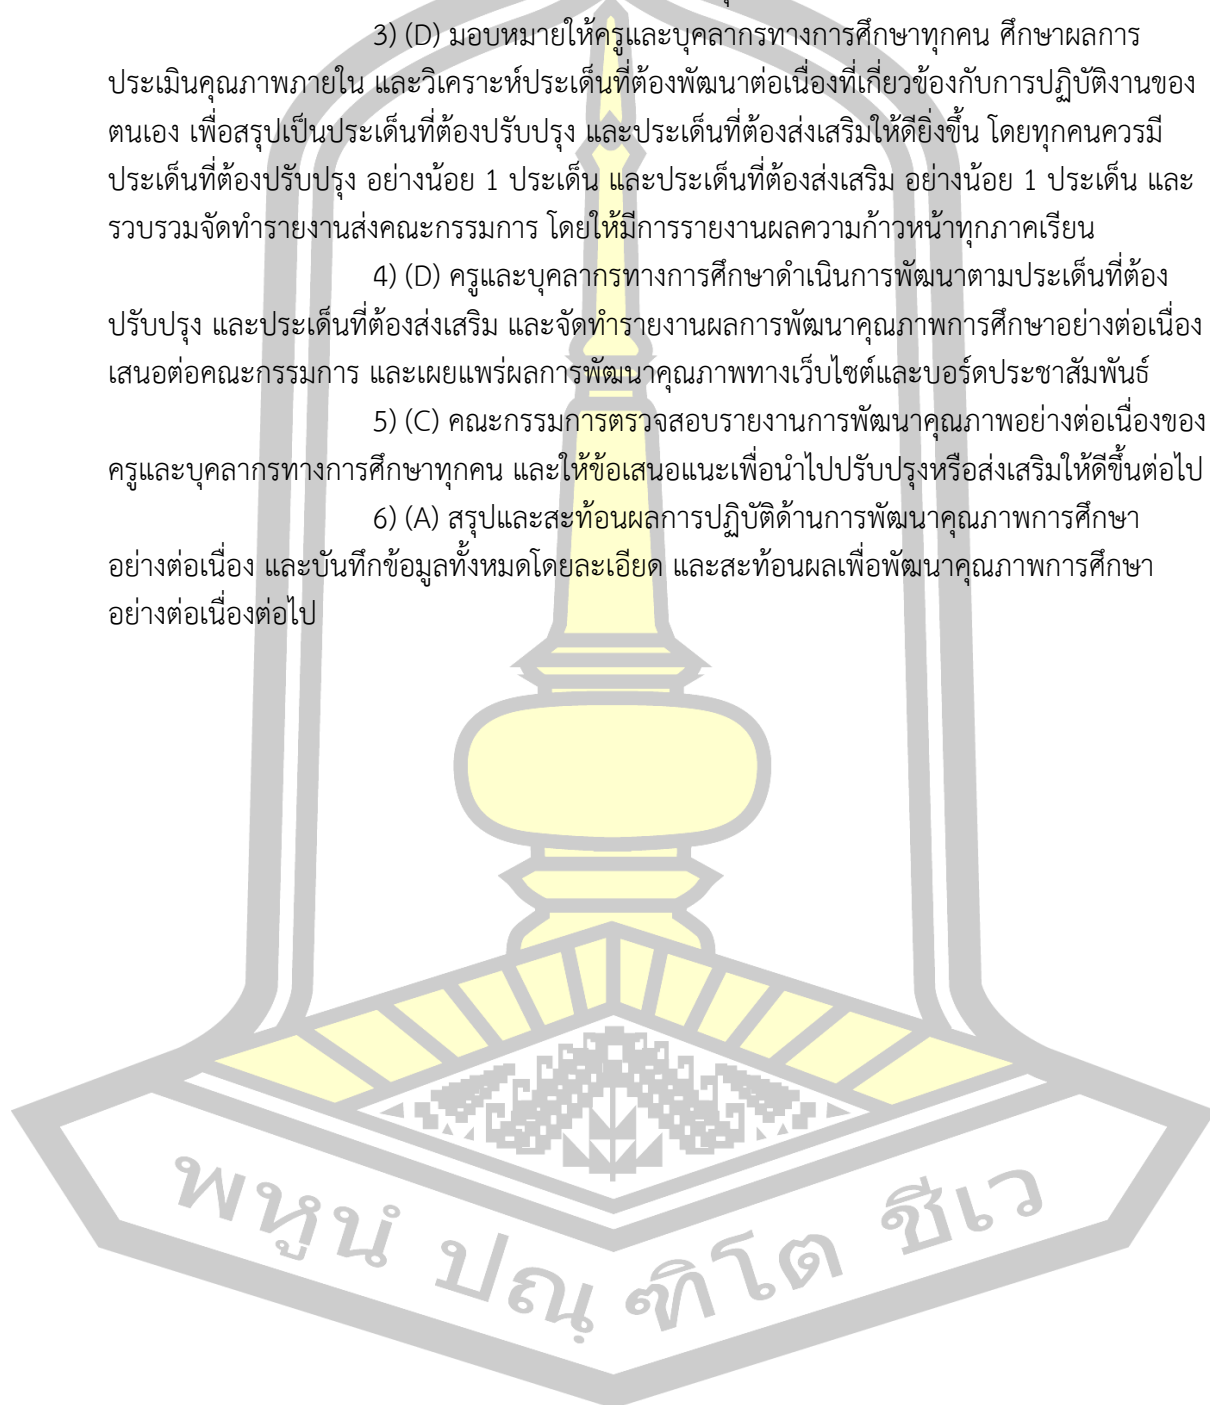 3) (D) มอบหมายให้ครูและบุคลากรทางการศึกษาทุกคน ศึกษาผลการ
ประเมินคุณภาพภายใน และวิเคราะห์ประเด็นที่ต้องพัฒนาต่อเนื่องที่เกี่ยวข้องกับการปฏิบัติงานของ
ตนเอง เพื่อสรุปเป็นประเด็นที่ต้องปรับปรุง และประเด็นที่ต้องส่งเสริมให้ดียิ่งขึ้น โดยทุกคนควรมี
ประเด็นที่ต้องปรับปรุง อย่างน้อย 1 ประเด็น และประเด็นที่ต้องส่งเสริม อย่างน้อย 1 ประเด็น และ
รวบรวมจัดทำรายงานส่งคณะกรรมการ โดยให้มีการรายงานผลความก้าวหน้าทุกภาคเรียน
4) (D) ครูและบุคลากรทางการศึกษาดำเนินการพัฒนาตามประเด็นที่ต้อง
ปรับปรุง และประเด็นที่ต้องส่งเสริม และจัดทำรายงานผลการพัฒนาคุณภาพการศึกษาอย่างต่อเนื่อง
เสนอต่อคณะกรรมการ และเผยแพร่ผลการพัฒนาคุณภาพทางเว็บไซต์และบอร์ดประชาสัมพันธ์
5) (C) คณะกรรมการตรวจสอบรายงานการพัฒนาคุณภาพอย่างต่อเนื่องของ
ครูและบุคลากรทางการศึกษาทุกคน และให้ข้อเสนอแนะเพื่อนำไปปรับปรุงหรือส่งเสริมให้ดีขึ้นต่อไป
6) (A) สรุปและสะท้อนผลการปฏิบัติด้านการพัฒนาคุณภาพการศึกษา
อย่างต่อเนื่อง และบันทึกข้อมูลทั้งหมดโดยละเอียด และสะท้อนผลเพื่อพัฒนาคุณภาพการศึกษา
อย่างต่อเนื่องต่อไป
พหูนํ ปณฺฑิโต ชีเว